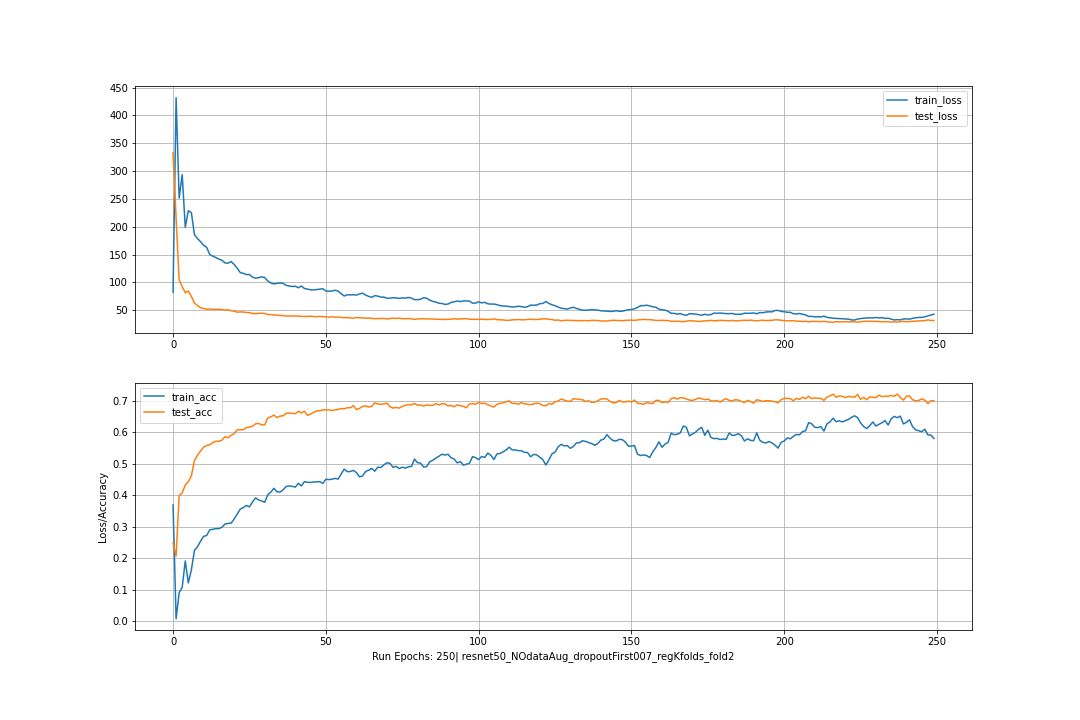 450
400
350
300
250
200
150
100
50
train_loss
test_loss
0 50 100 150 200 250
Loss/Accuracy
0.7
0.6
0.5
0.4
0.3
0.2
0.1
0.0
train_acc
test_acc
0 50 100 150 200 250
Run Epochs: 250| resnet50_NOdataAug_dropoutFirst007_regKfolds_fold2